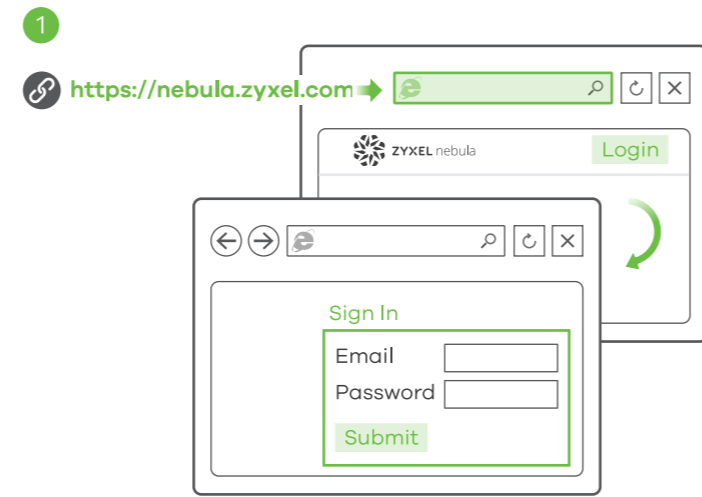 1
https://nebula.zyxel.com
ZYXEL nebula
Login
Sign In
Email
Password
Submit